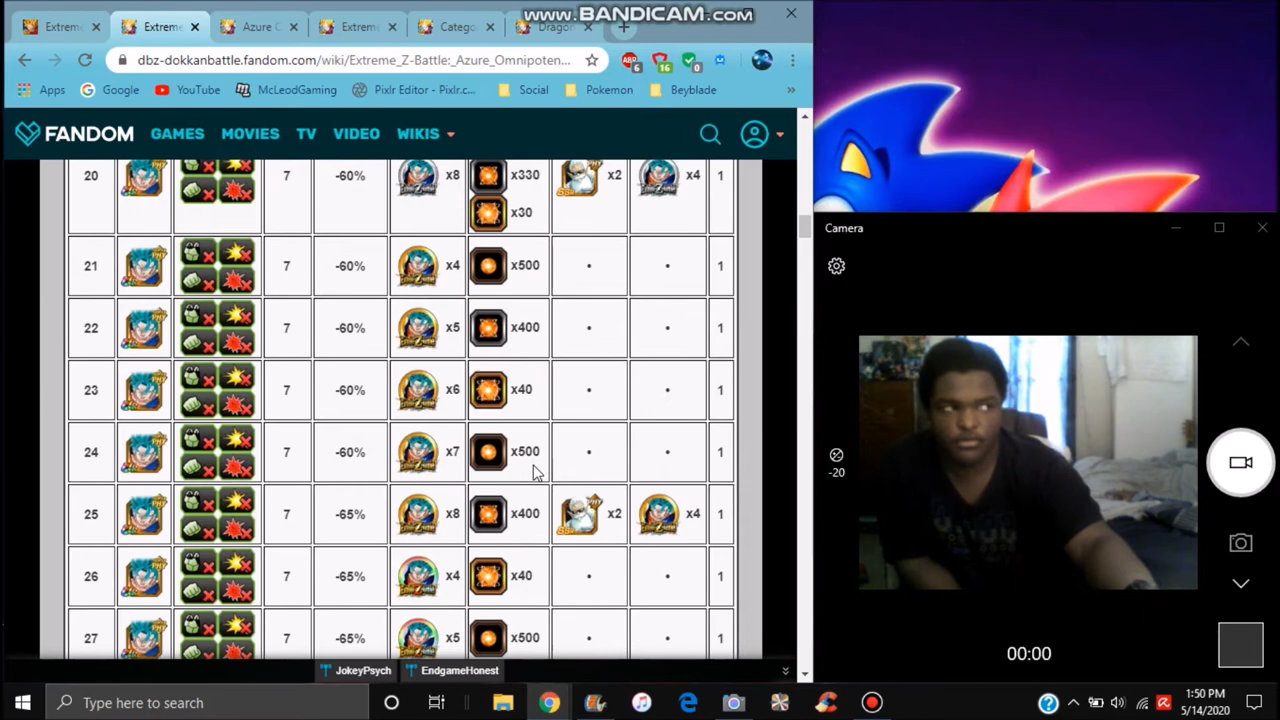 www.BANDICAM.com
Extreme
Extreme
Azure O
Extreme
Catego
Dragon
dbz-dokkanbattle.fandom.com/wiki/Extreme_Z-Battle:_Azure_Omnipoten...
ABP 6
16
0
Apps
Google
YouTube
McLeodGaming
Pixlr Editor - Pixlr.c...
Social
Pokemon
Beyblade
»
FANDOM
GAMES
MOVIES
TV
VIDEO
WIKIS
20 7 -60% x8 x330 x2 x4 1
x30
21 7 -60% x4 x500 • • 1
22 7 -60% x5 x400 • • 1
23 7 -60% x6 x40 • • 1
24 7 -60% x7 x500 • • 1
25 7 -65% x8 x400 x2 x4 1
26 7 -65% x4 x40 • • 1
27 7 -65% x5 x500 • • 1
JokeyPsych
EndgameHonest
Camera
-20
00:00
Type here to search
1:50 PM
5/14/2020